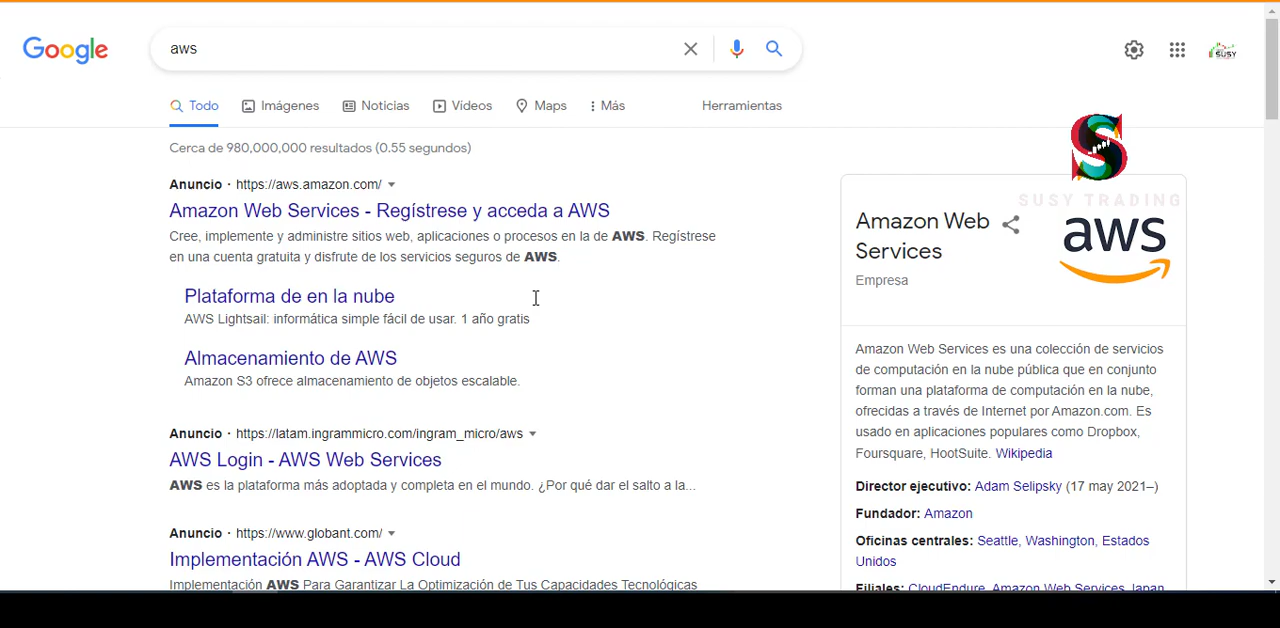 Google
aws
SUSY
Todo
Imágenes
Noticias
Videos
Maps
Más
Herramientas
Cerca de 980,000,000 resultados (0.55 segundos)
Anuncio · https://aws.amazon.com/
Amazon Web Services - Regístrese y acceda a AWS
Cree, implemente y administre sitios web, aplicaciones o procesos en la de AWS. Regístrese
en una cuenta gratuita y disfrute de los servicios seguros de AWS.
Plataforma de en la nube
AWS Lightsail: informática simple fácil de usar. 1 año gratis
Almacenamiento de AWS
Amazon S3 ofrece almacenamiento de objetos escalable.
Anuncio · https://latam.ingrammicro.com/ingram_micro/aws
AWS Login - AWS Web Services
AWS es la plataforma más adoptada y completa en el mundo. ¿Por qué dar el salto a la...
Anuncio · https://www.globant.com/
Implementación AWS - AWS Cloud
Implementación AWS Para Garantizar La Optimización de Tus Capacidades Tecnológicas
S
SUSY TRADING
Amazon Web
Services
aws
Empresa
Amazon Web Services es una colección de servicios
de computación en la nube pública que en conjunto
forman una plataforma de computación en la nube,
ofrecidas a través de Internet por Amazon.com. Es
usado en aplicaciones populares como Dropbox,
Foursquare, HootSuite. Wikipedia
Director ejecutivo: Adam Selipsky (17 may 2021–)
Fundador: Amazon
Oficinas centrales: Seattle, Washington, Estados
Unidos
Filiales: CloudEndure, Amazon Web Services Japan